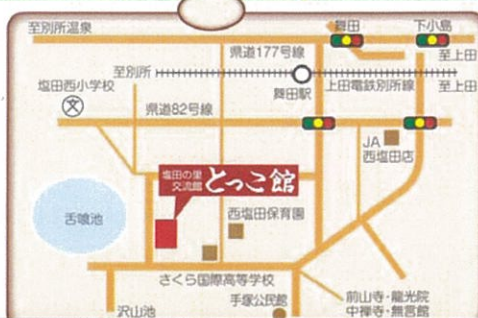 至別所温泉
舞田
下小島
県道177号線
至上田
至別所
舞田駅
上田電鉄別所線
至上田
塩田西小学校
文
県道82号線
JA
西塩田店
塩田の里
交流館
とっこ館
舌喰池
西塩田保育園
さくら国際高等学校
手塚公民館
沢山池
前山寺・龍光院
中禅寺・無言館